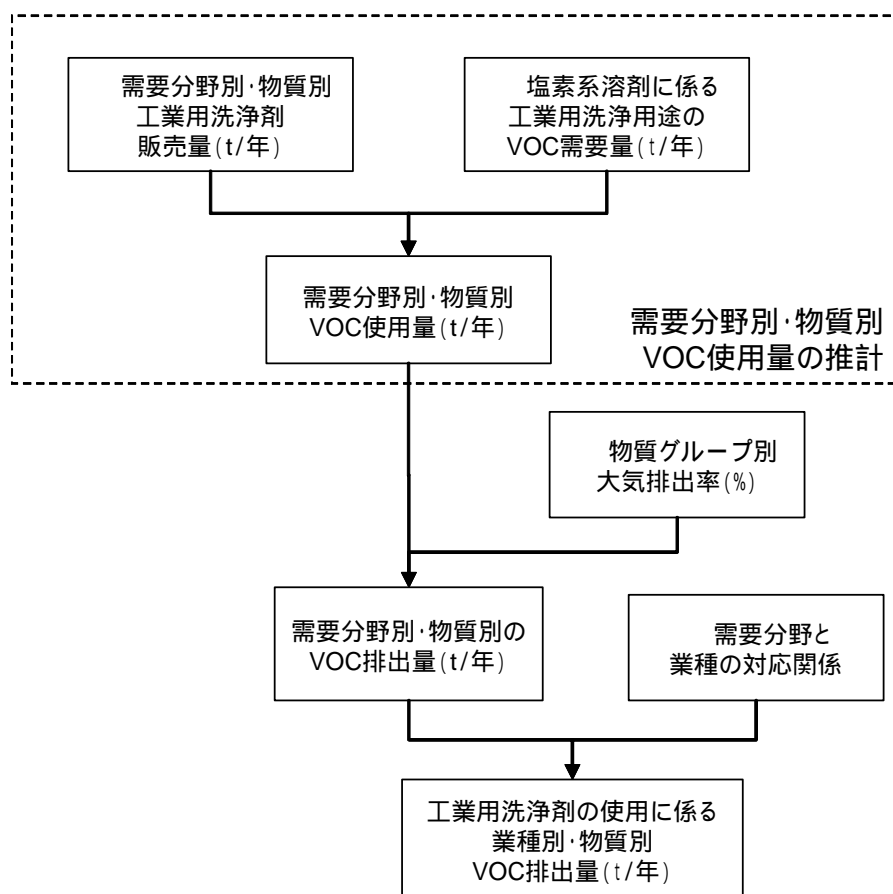 需要分野別・物質別
工業用洗浄剤
販売量(t/年)
塩素系溶剤に係る
工業用洗浄用途の
VOC需要量(t/年)
需要分野別・物質別
VOC使用量(t/年)
需要分野別・物質別
VOC使用量の推計
物質グループ別
大気排出率(%)
需要分野別・物質別の
VOC排出量(t/年)
需要分野と
業種の対応関係
工業用洗浄剤の使用に係る
業種別・物質別
VOC排出量(t/年)